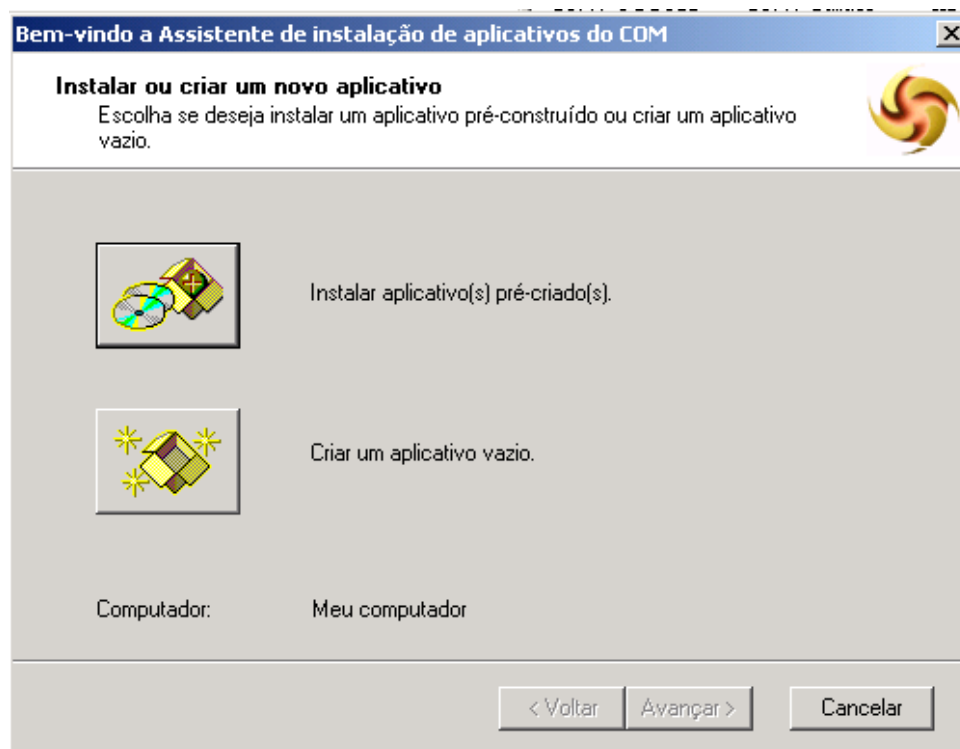 Bem-vindo a Assistente de instalação de aplicativos do COM
Instalar ou criar um novo aplicativo
Escolha se deseja instalar um aplicativo pré-construído ou criar um aplicativo
vazio.
Instalar aplicativo(s) pré-criado(s).
Criar um aplicativo vazio.
Computador: Meu computador
< Voltar Avançar > Cancelar